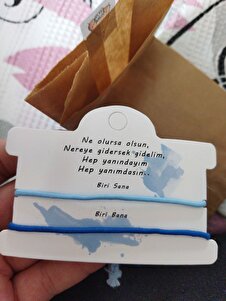 Ne olursa olsun,
Nereye gidersek gidelim,
Hep yanındayım
Hep yanımdasın..
Biri Sana
Biri Bana